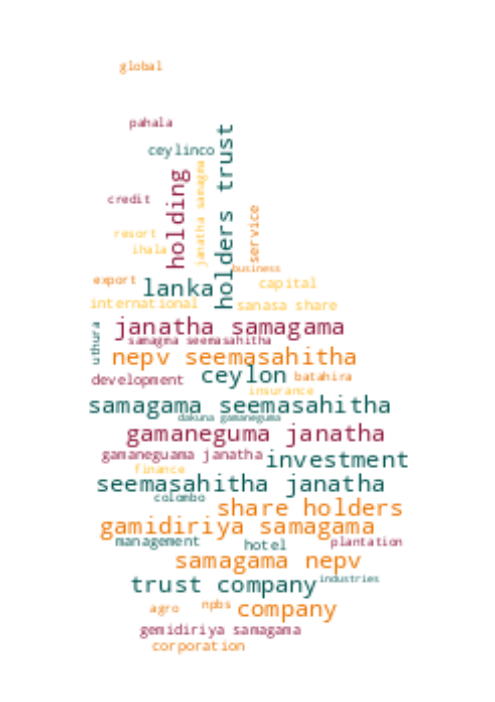 global
pahala
ceylinco
holders trust
holding
janatha samagma
credit
service
resort
ihala
business
export
lanka
capital
international
sanasa share
janatha samagama
uthura
samagma seemasahitha
nepv seemasahitha
ceylon
batahira
development
insurance
samagama seemasahitha
dakuna gamaneguma
gamaneguma janatha
gamaneguama janatha
investment
finance
seemasahitha janatha
colombo
share holders
gamidiriya samagama
management
hotel
plantation
samagama nepv
trust company
industries
agro
npbs
company
gemidiriya samagama
corporation